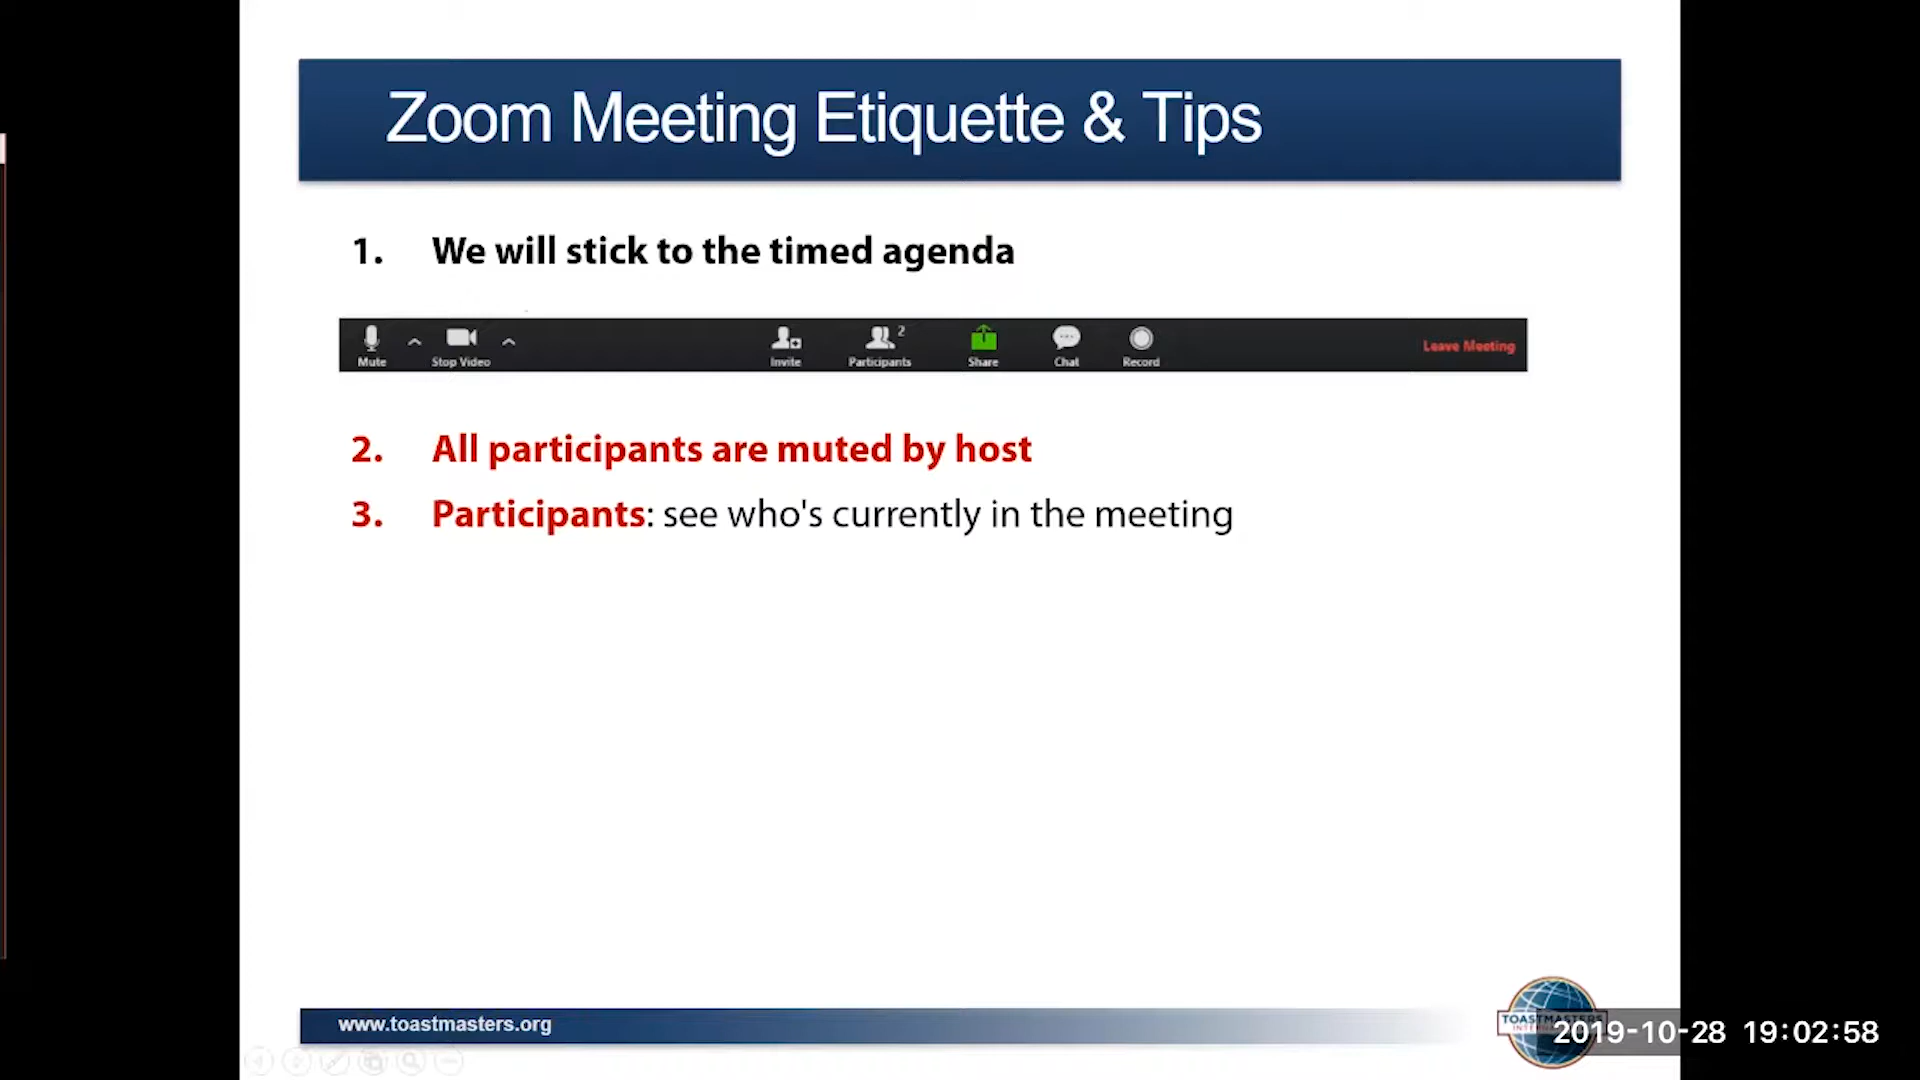 Zoom Meeting Etiquette & Tips
1. We will stick to the timed agenda
Mute Stop Video Invite Participants 2 Share Chat Record Leave Meeting
2. All participants are muted by host
3. Participants: see who's currently in the meeting
www.toastmasters.org
TOASTMASTERS
2019-10-28 19:02:58